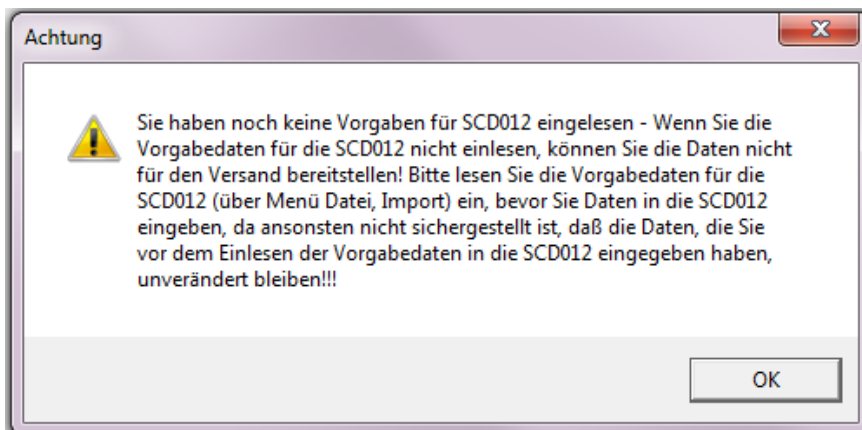 Achtung
Sie haben noch keine Vorgaben für SCD012 eingelesen - Wenn Sie die
Vorgabedaten für die SCD012 nicht einlesen, können Sie die Daten nicht
für den Versand bereitstellen! Bitte lesen Sie die Vorgabedaten für die
SCD012 (über Menü Datei, Import) ein, bevor Sie Daten in die SCD012
eingeben, da ansonsten nicht sichergestellt ist, daß die Daten, die Sie
vor dem Einlesen der Vorgabedaten in die SCD012 eingegeben haben,
unverändert bleiben!!!
OK